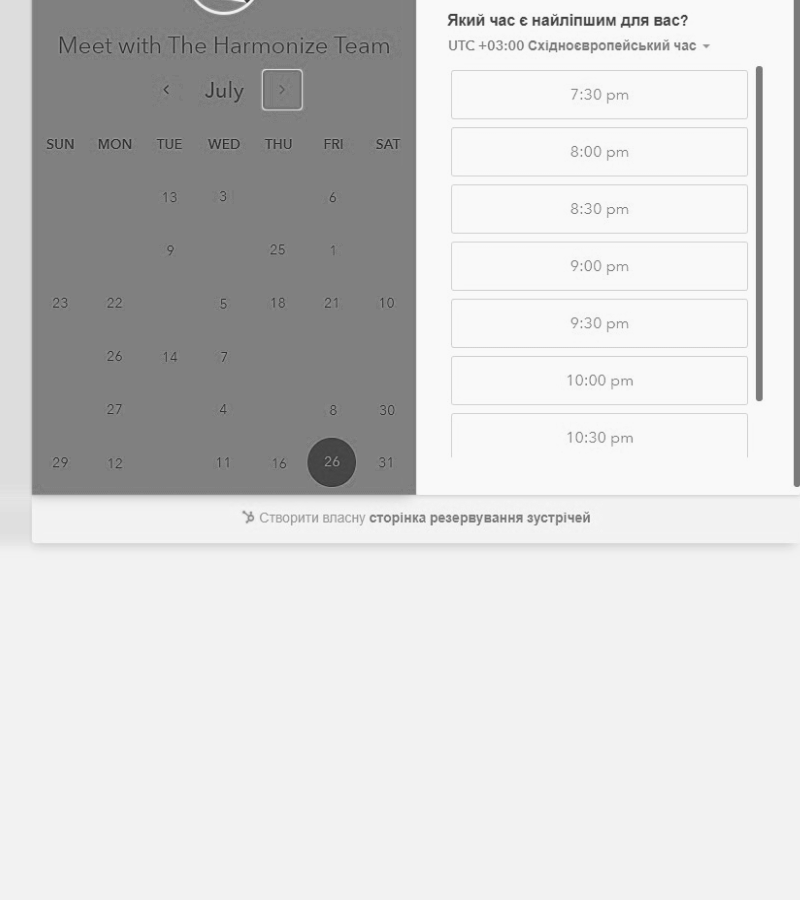 Meet with The Harmonize Team
July
SUN MON TUE WED THU FRI SAT
13 3 6
9 25 1
23 22 5 18 21 10
26 14 7
27 4 8 30
29 12 11 16 26 31
Який час є найліпшим для вас?
UTC +03:00 Східноєвропейський час
7:30 pm
8:00 pm
8:30 pm
9:00 pm
9:30 pm
10:00 pm
10:30 pm
Створити власну сторінка резервування зустрічей